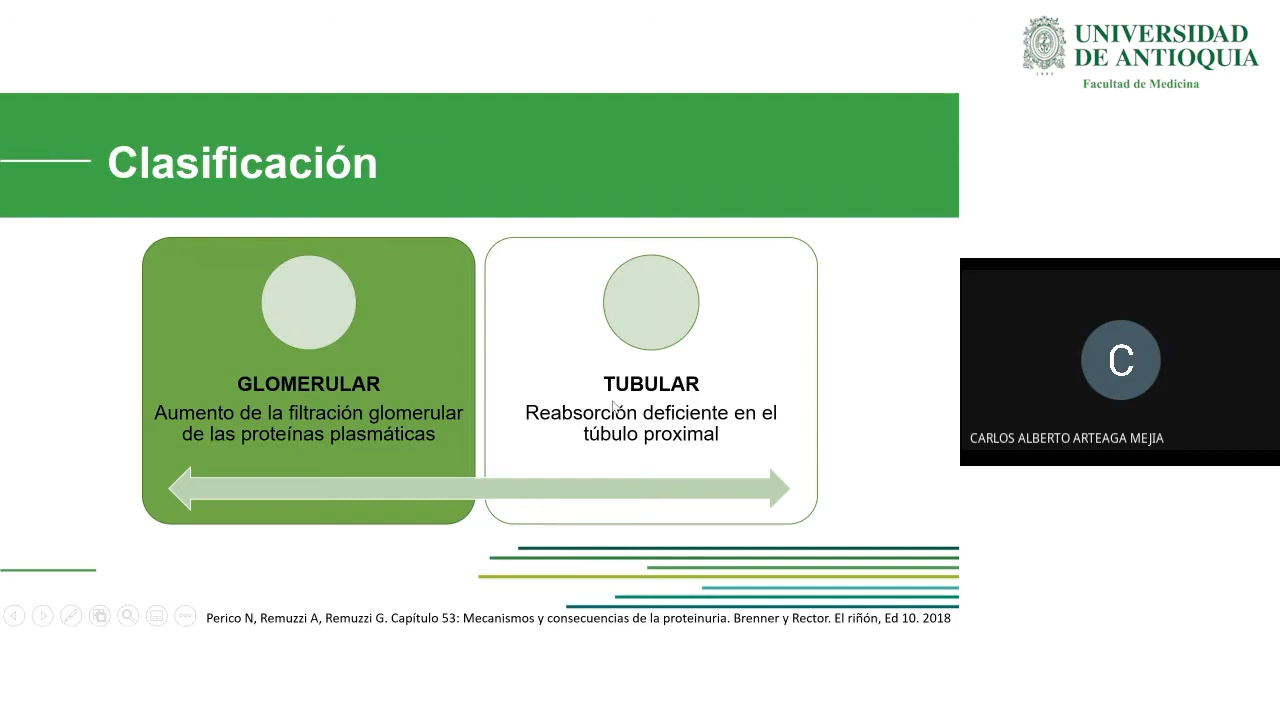 UNIVERSIDAD
DE ANTIOQUIA
1803
Facultad de Medicina
Clasificación
GLOMERULAR
Aumento de la filtración glomerular
de las proteínas plasmáticas
TUBULAR
Reabsorción deficiente en el
túbulo proximal
C
CARLOS ALBERTO ARTEAGA MEJIA
Perico N, Remuzzi A, Remuzzi G. Capítulo 53: Mecanismos y consecuencias de la proteinuria. Brenner y Rector. El riñón, Ed 10. 2018